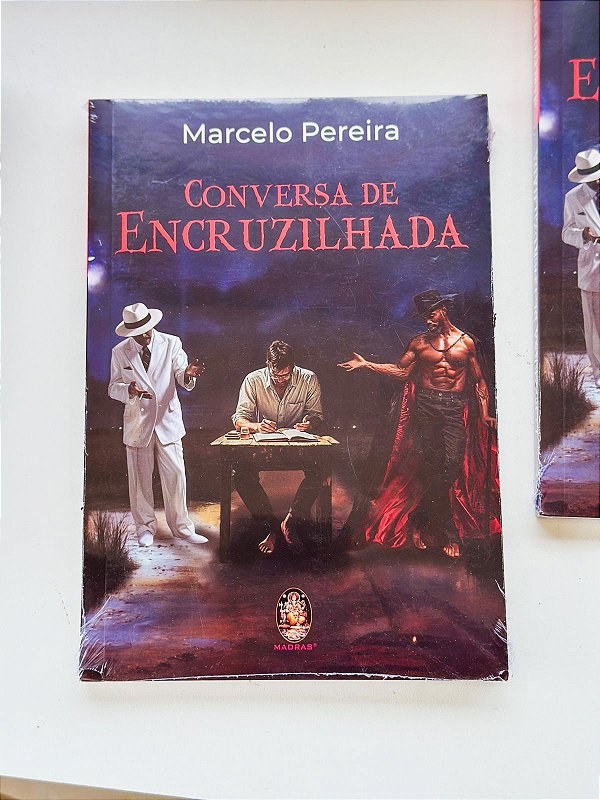 Marcelo Pereira
CONVERSA DE
ENCRUZILHADA
MADRAS®
E